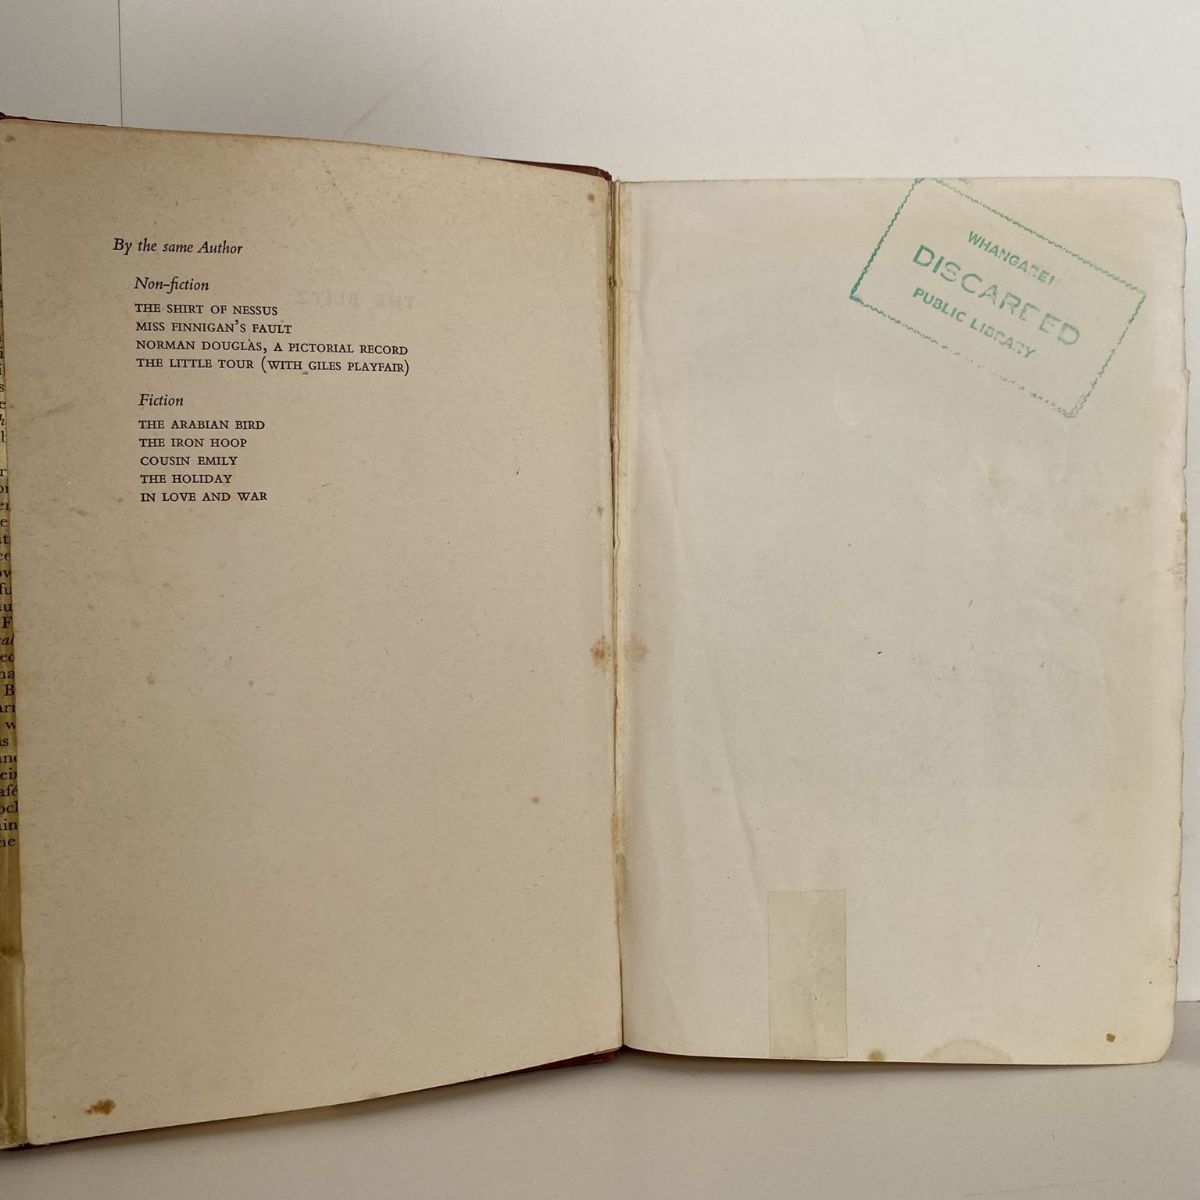 By the same Author
Non-fiction
THE SHIRT OF NESSUS
MISS FINNIGAN'S FAULT
NORMAN DOUGLAS, A PICTORIAL RECORD
THE LITTLE TOUR (WITH GILES PLAYFAIR)
Fiction
THE ARABIAN BIRD
THE IRON HOOP
COUSIN EMILY
THE HOLIDAY
IN LOVE AND WAR
THE BLITZ
WHANGAREI
DISCARDED
PUBLIC LIBRARY